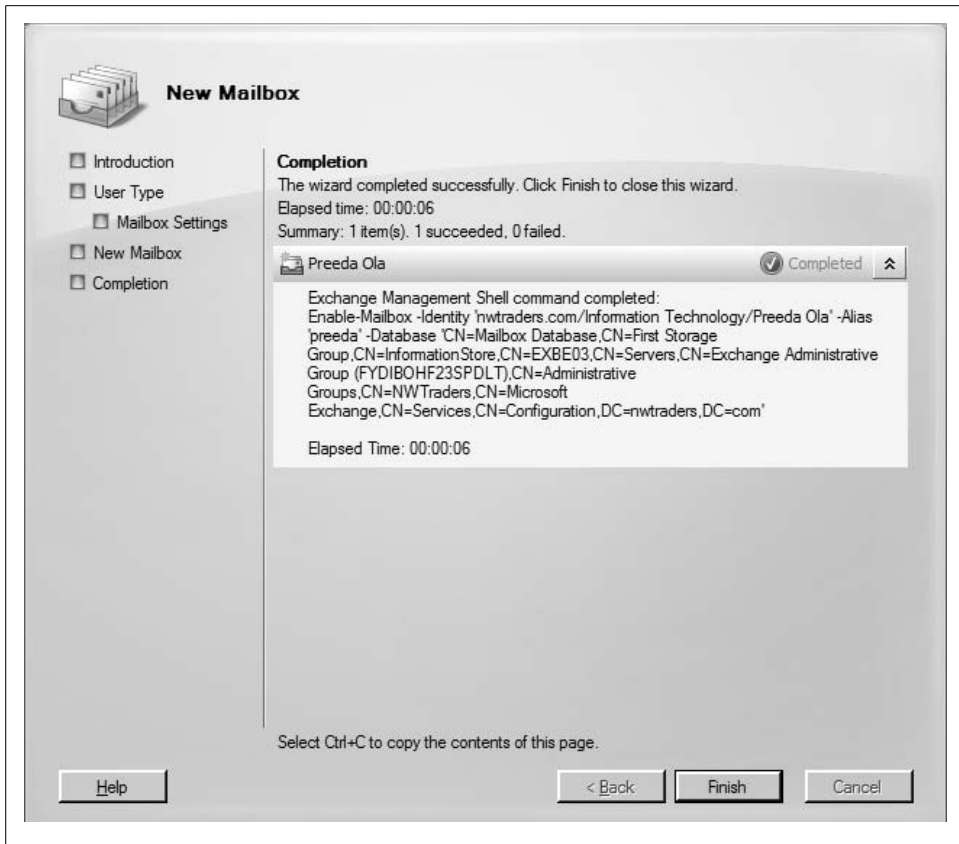 New Mailbox
Introduction
User Type
Mailbox Settings
New Mailbox
Completion
Completion
The wizard completed successfully. Click Finish to close this wizard.
Elapsed time: 00:00:06
Summary: 1 item(s). 1 succeeded, 0 failed.
Preeda Ola
Completed
Exchange Management Shell command completed:
Enable-Mailbox -Identity 'nwtraders.com/Information Technology/Preeda Ola' -Alias
'preeda' -Database 'CN=Mailbox Database,CN=First Storage
Group,CN=InformationStore,CN=EXBE03,CN=Servers,CN=Exchange Administrative
Group (FYDIBOHF23SPDLT),CN=Administrative
Groups,CN=NWTraders,CN=Microsoft
Exchange,CN=Services,CN=Configuration,DC=nwtraders,DC=com'
Elapsed Time: 00:00:06
Select Ctrl+C to copy the contents of this page.
Help
< Back
Finish
Cancel